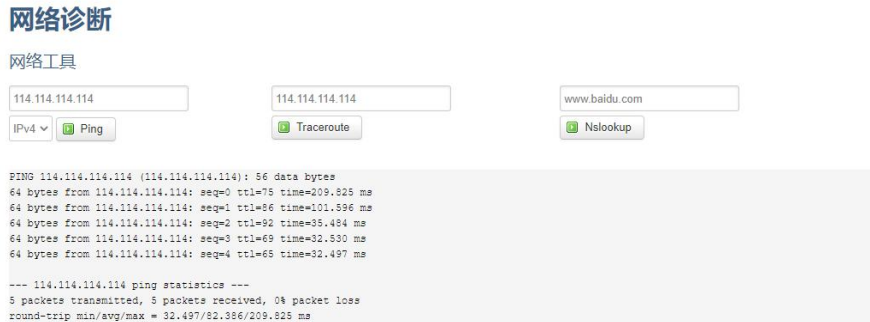 网络诊断
网络工具
114.114.114.114
114.114.114.114
www.baidu.com
IPv4
Ping
Traceroute
Nslookup
PING 114.114.114.114 (114.114.114.114): 56 data bytes
64 bytes from 114.114.114.114: seq=0 ttl=75 time=209.825 ms
64 bytes from 114.114.114.114: seq=1 ttl=86 time=101.596 ms
64 bytes from 114.114.114.114: seq=2 ttl=92 time=35.484 ms
64 bytes from 114.114.114.114: seq=3 ttl=69 time=32.530 ms
64 bytes from 114.114.114.114: seq=4 ttl=65 time=32.497 ms
--- 114.114.114.114 ping statistics ---
5 packets transmitted, 5 packets received, 0% packet loss
round-trip min/avg/max = 32.497/82.386/209.825 ms